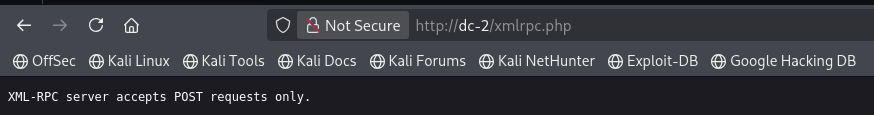 Not Secure http://dc-2/xmlrpc.php
OffSec Kali Linux Kali Tools Kali Docs Kali Forums Kali NetHunter Exploit-DB Google Hacking DB
XML-RPC server accepts POST requests only.